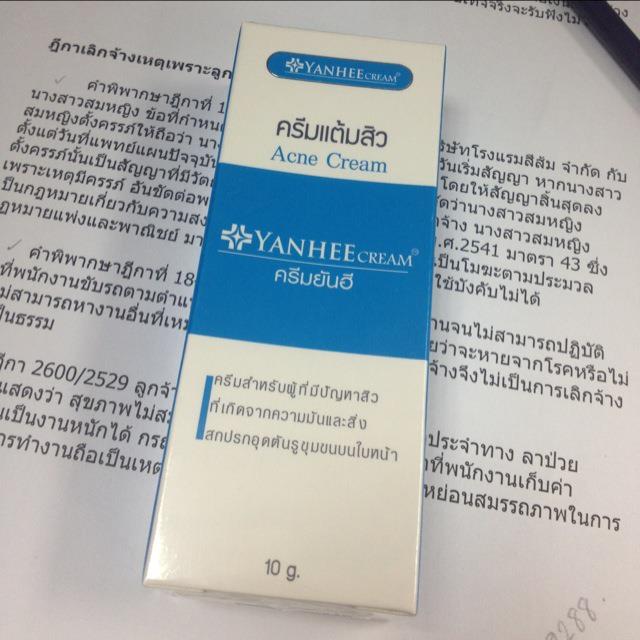 YANHEE CREAM
ครีมแต้มสิว
Acne Cream
YANHEE CREAM
ครีมยันฮี
ครีมสำหรับผู้ที่มีปัญหาสิว
ที่เกิดจากความมันและสิ่ง
สกปรกอุดตันรูขุมขนบนใบหน้า
10 g.
ฎีกาเลิกจ้างเหตุเพราะลูก
คำพิพากษาฎีกาที่ 1
นางสาวสมหญิง ข้อที่กำหน
สมหญิงตั้งครรภ์ให้ถือว่า
ตั้งแต่วันที่แพทย์แผนปัจจุบั
ตั้งครรภ์นั้นเป็นสัญญาที่มีวัต
เพราะเหตุมีครรภ์ อันขัดต่อพ
เป็นกฎหมายเกี่ยวกับความสง
ฎหมายแพ่งและพาณิชย์ มา
ริษัทโรงแรมสีส้ม จำกัด กับ
วันเริ่มสัญญา หากนางสาว
โดยให้สัญญาสิ้นสุดลง
ดว่านางสาวสมหญิง
จ้าง นางสาวสมหญิง
.ศ.2541 มาตรา 43 ซึ่ง
เป็นโมฆะตามประมวล
ใช้บังคับไม่ได้
คำพิพากษาฎีกาที่ 18
ที่พนักงานขับรถตามตำแ
ม่สามารถหางานอื่นที่เหม
ป็นธรรม
านจนไม่สามารถปฏิบัติ
ยว่าจะหายจากโรคหรือไม่
จ้างจึงไม่เป็นการเลิกจ้าง
ฎีกา 2600/2529 ลูกจ้า
แสดงว่า สุขภาพไม่ส
นเป็นงานหนักได้ กรณ
ารทำงานถือเป็นเหตุ
ประจำทาง ลาป่วย
าที่พนักงานเก็บค่า
หย่อนสมรรถภาพในการ